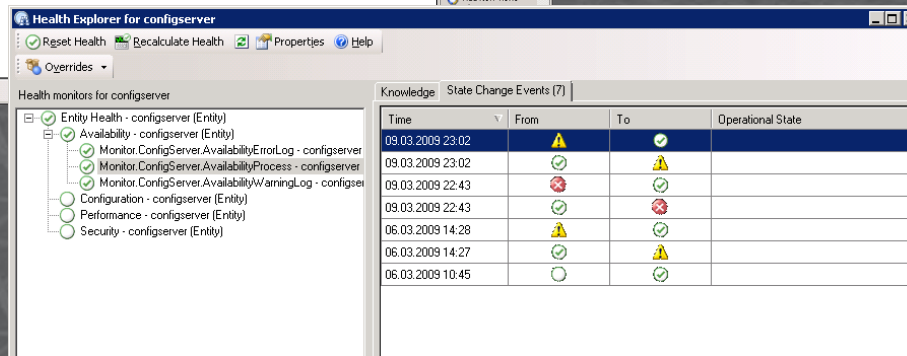 Health Explorer for configserver
Reset Health Recalculate Health Properties Help
Overrides
Health monitors for configserver
Entity Health - configserver (Entity)
Availability - configserver (Entity)
Monitor.ConfigServer.AvailabilityErrorLog - configserver
Monitor.ConfigServer.AvailabilityProcess - configserver
Monitor.ConfigServer.AvailabilityWarningLog - configser
Configuration - configserver (Entity)
Performance - configserver (Entity)
Security - configserver (Entity)
Knowledge State Change Events (7)
Time From To Operational State
09.03.2009 23:02
09.03.2009 23:02
09.03.2009 22:43
09.03.2009 22:43
06.03.2009 14:28
06.03.2009 14:27
06.03.2009 10:45